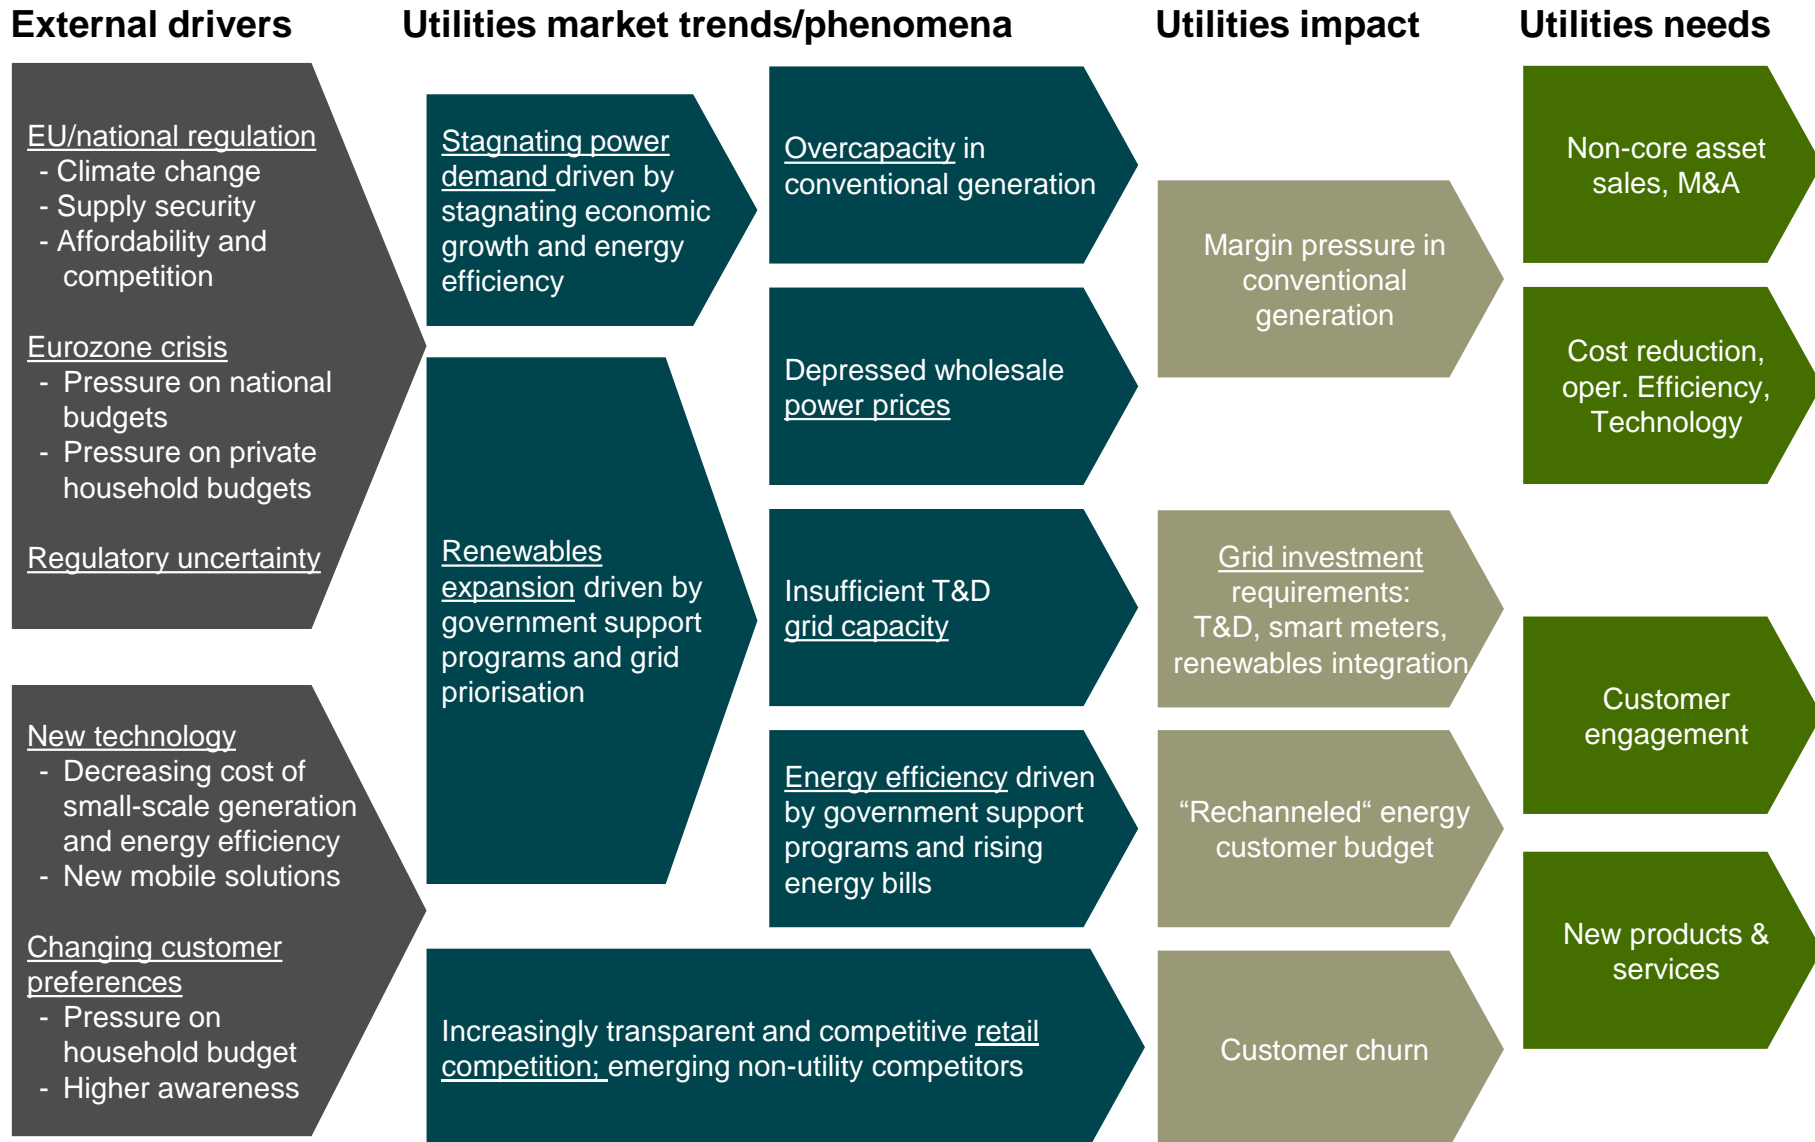 External drivers
Utilities market trends/phenomena
Utilities impact
Utilities needs
EU/national regulation
- Climate change
- Supply security
- Affordability and
competition
Eurozone crisis
- Pressure on national
budgets
- Pressure on private
household budgets
Regulatory uncertainty
New technology
- Decreasing cost of
small-scale generation
and energy efficiency
- New mobile solutions
Changing customer
preferences
- Pressure on
household budget
- Higher awareness
Stagnating power
demand driven by
stagnating economic
growth and energy
efficiency
Renewables
expansion driven by
government support
programs and grid
priorisation
Overcapacity in
conventional generation
Depressed wholesale
power prices
Insufficient T&D
grid capacity
Energy efficiency driven
by government support
programs and rising
energy bills
Increasingly transparent and competitive retail
competition; emerging non-utility competitors
Margin pressure in
conventional
generation
Grid investment
requirements:
T&D, smart meters,
renewables integration
“Rechanneled“ energy
customer budget
Customer churn
Non-core asset
sales, M&A
Cost reduction,
oper. Efficiency,
Technology
Customer
engagement
New products &
services